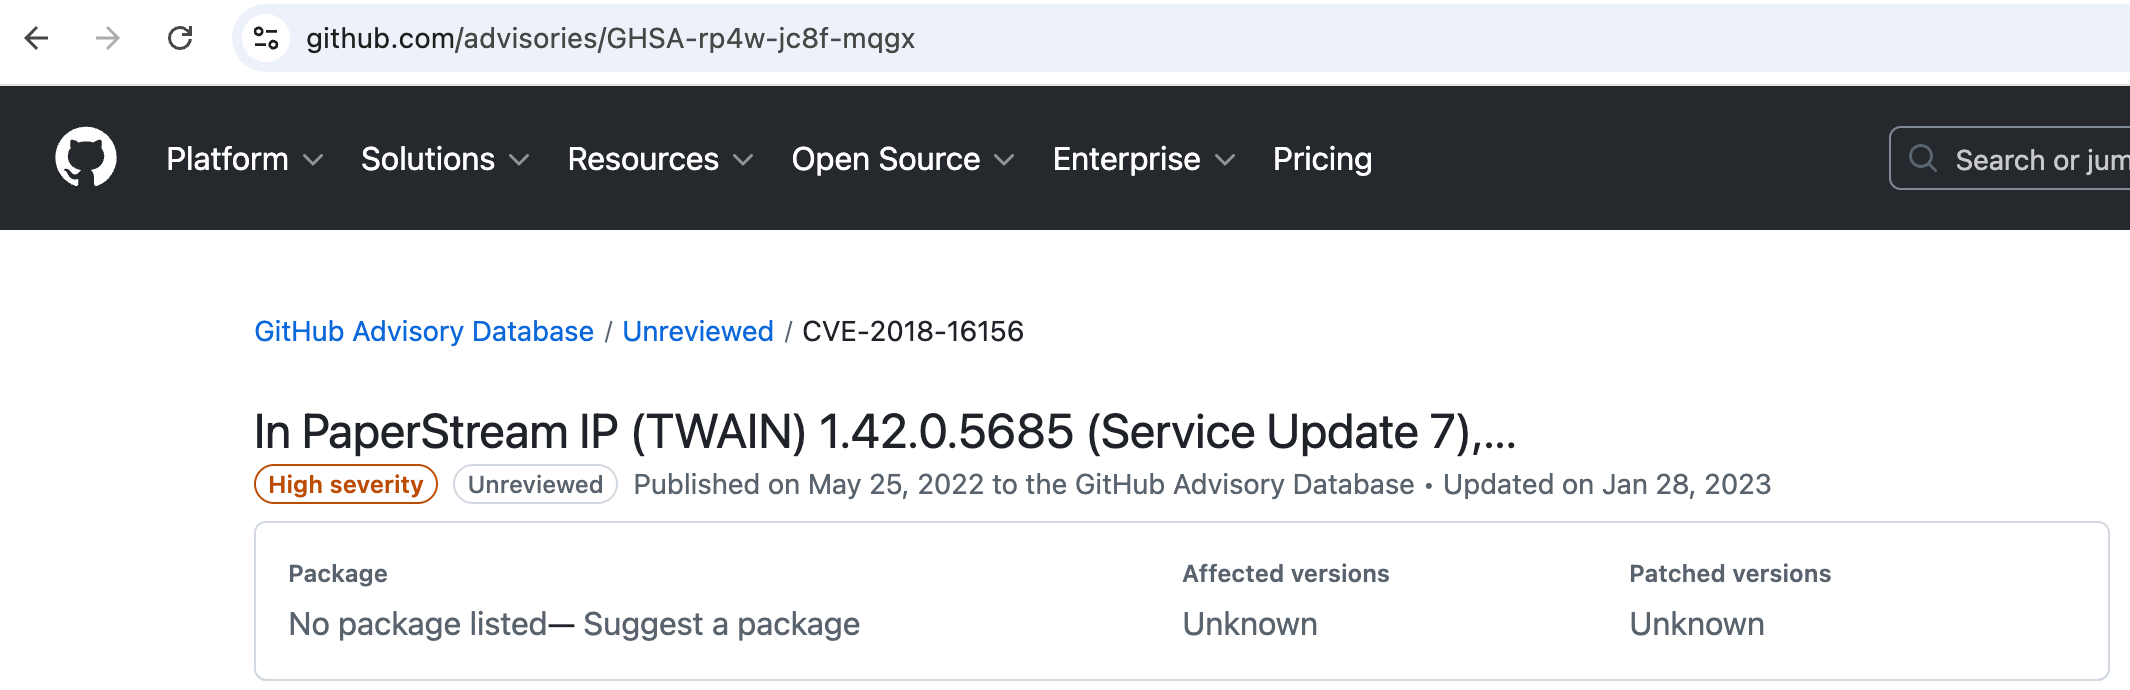 github.com/advisories/GHSA-rp4w-jc8f-mqgx
Platform Solutions Resources Open Source Enterprise Pricing Search or jum
GitHub Advisory Database / Unreviewed / CVE-2018-16156
In PaperStream IP (TWAIN) 1.42.0.5685 (Service Update 7),...
High severity Unreviewed Published on May 25, 2022 to the GitHub Advisory Database • Updated on Jan 28, 2023
Package Affected versions Patched versions
No package listed— Suggest a package Unknown Unknown